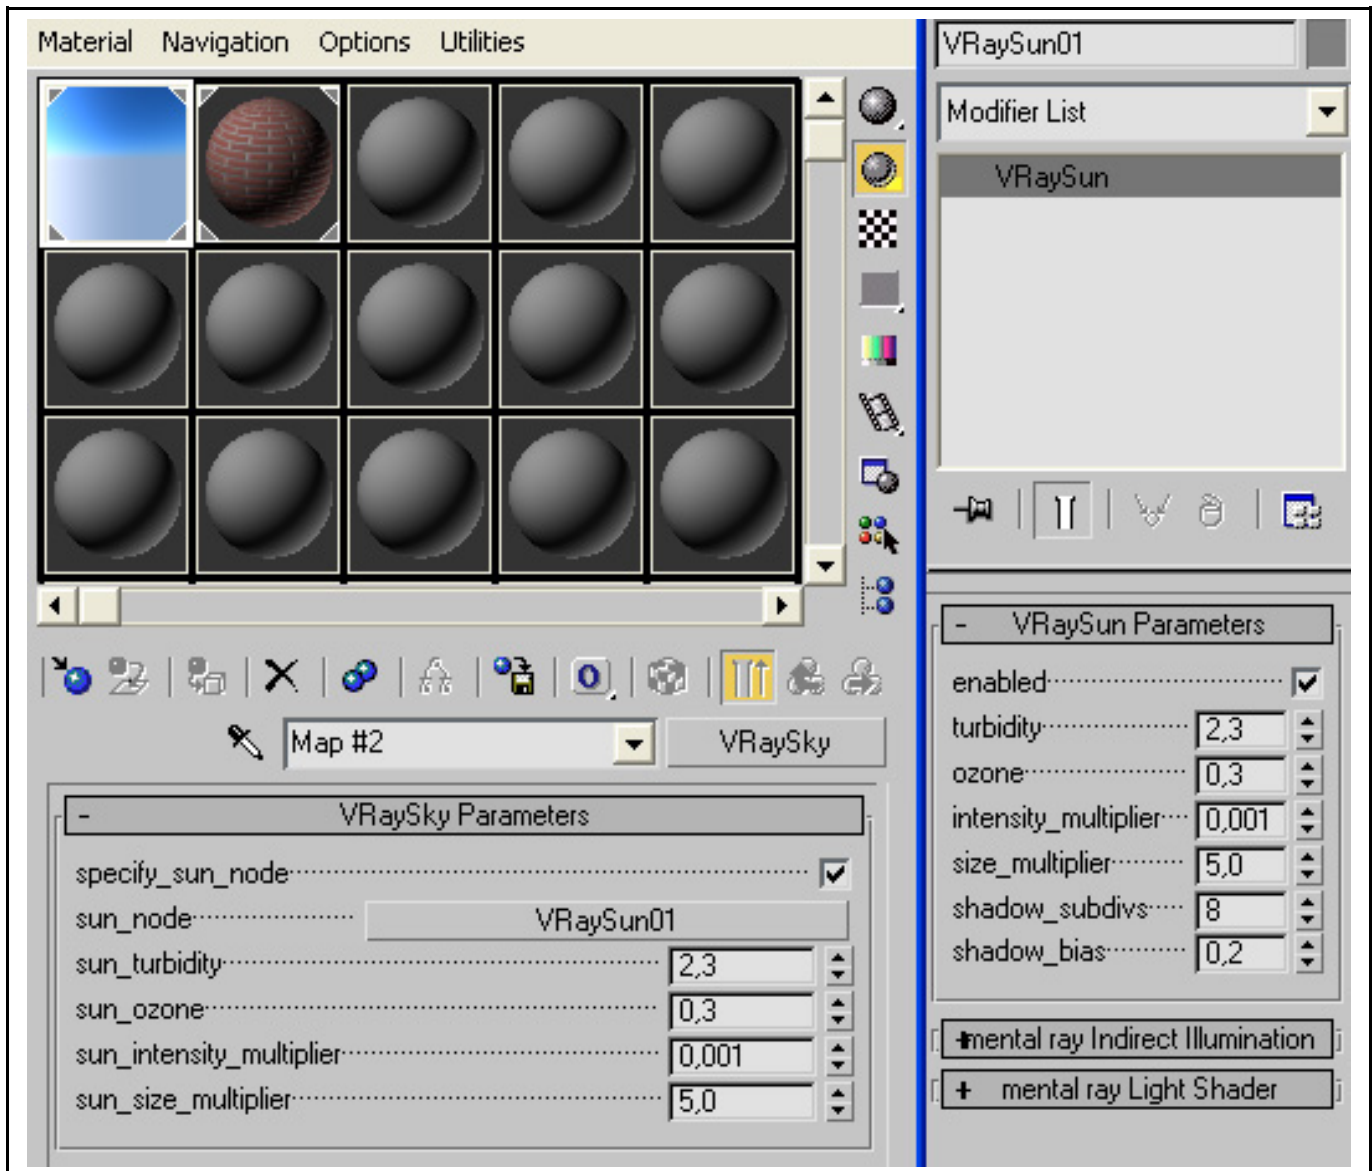 Material Navigation Options Utilities
Map #2 VRaySky
- VRaySky Parameters
specify_sun_node
sun_node VRaySun01
sun_turbidity 2,3
sun_ozone 0,3
sun_intensity_multiplier 0,001
sun_size_multiplier 5,0
VRaySun01
Modifier List
VRaySun
- VRaySun Parameters
enabled
turbidity 2,3
ozone 0,3
intensity_multiplier 0,001
size_multiplier 5,0
shadow_subdivs 8
shadow_bias 0,2
+ mental ray Indirect Illumination
+ mental ray Light Shader